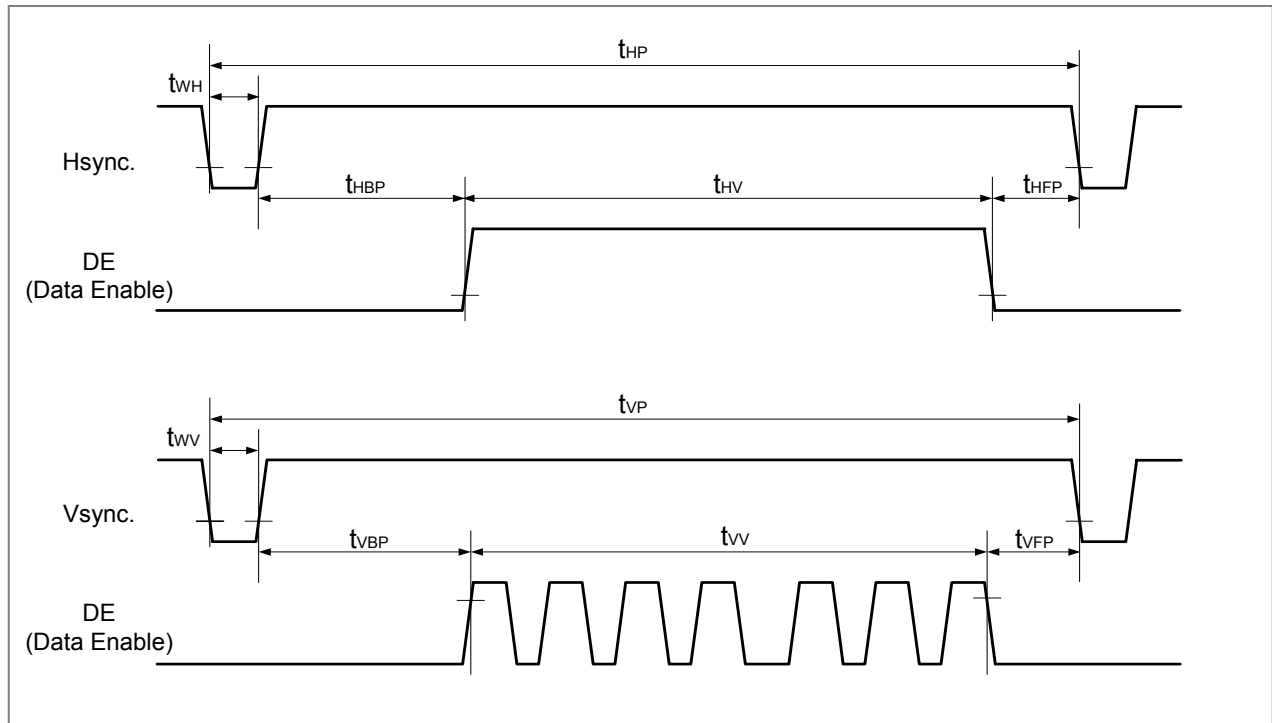 tHP
tWH
Hsync.
tHBP
tHV
tHFP
DE
(Data Enable)
tVP
tWV
Vsync.
tVBP
tVV
tVFP
DE
(Data Enable)